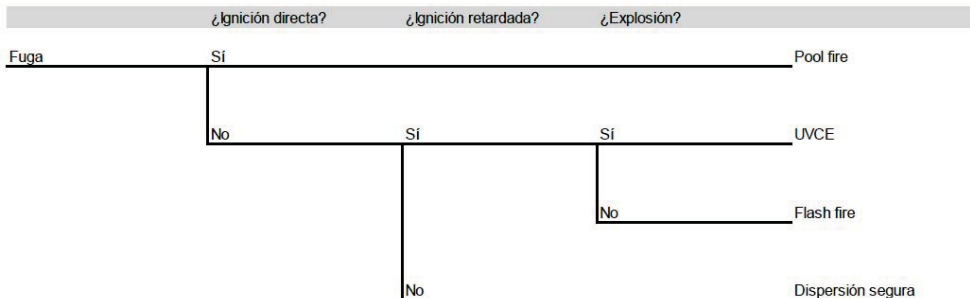 ¿Ignición directa? ¿Ignición retardada? ¿Explosión?
Fuga Sí Pool fire
No Sí Sí UVCE
No Flash fire
No Dispersión segura